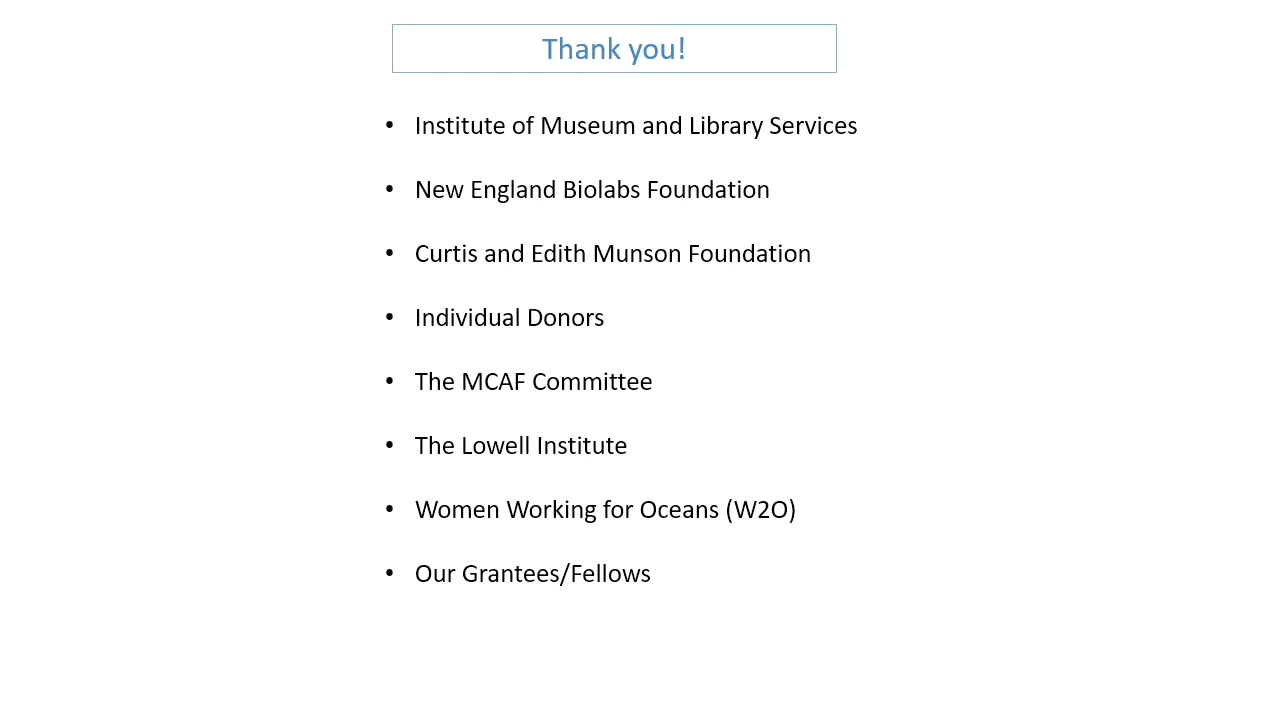 Thank you!
• Institute of Museum and Library Services
• New England Biolabs Foundation
• Curtis and Edith Munson Foundation
• Individual Donors
• The MCAF Committee
• The Lowell Institute
• Women Working for Oceans (W2O)
• Our Grantees/Fellows